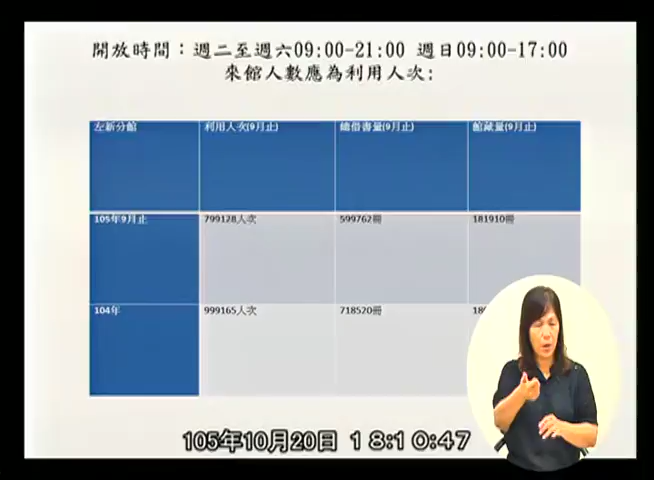 開放時間：週二至週六09:00-21:00 週日09:00-17:00
來館人數應為利用人次:
左新分館 利用人次(9月止) 總借書量(9月止) 館藏量(9月止)
105年9月止 799128人次 599762冊 181910冊
104年 999165人次 718520冊
105年10月20日 18:10:47